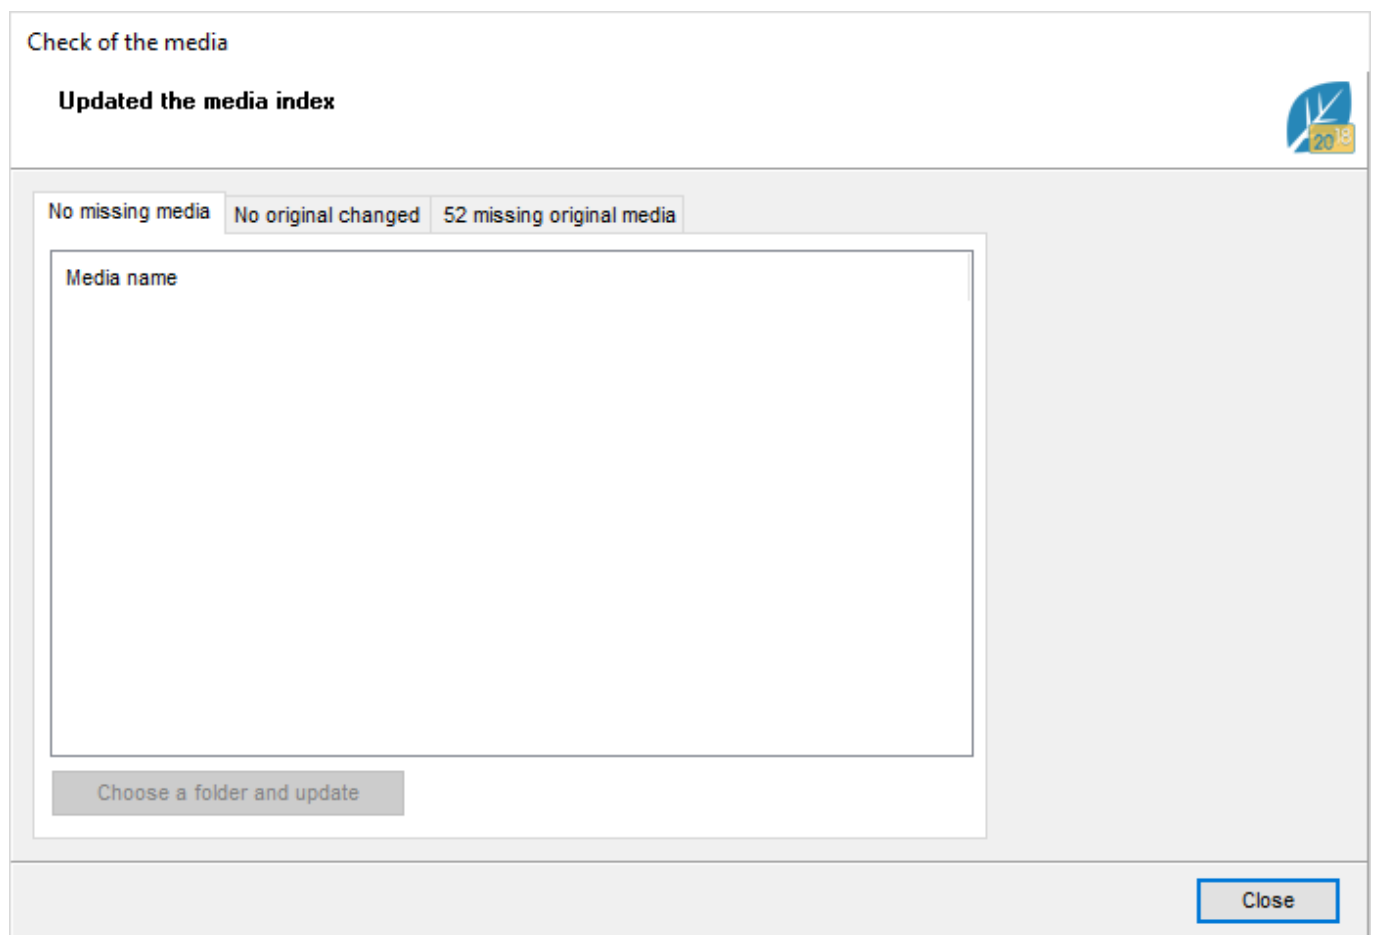 Check of the media
Updated the media index
2018
No missing media
No original changed
52 missing original media
Media name
Choose a folder and update
Close